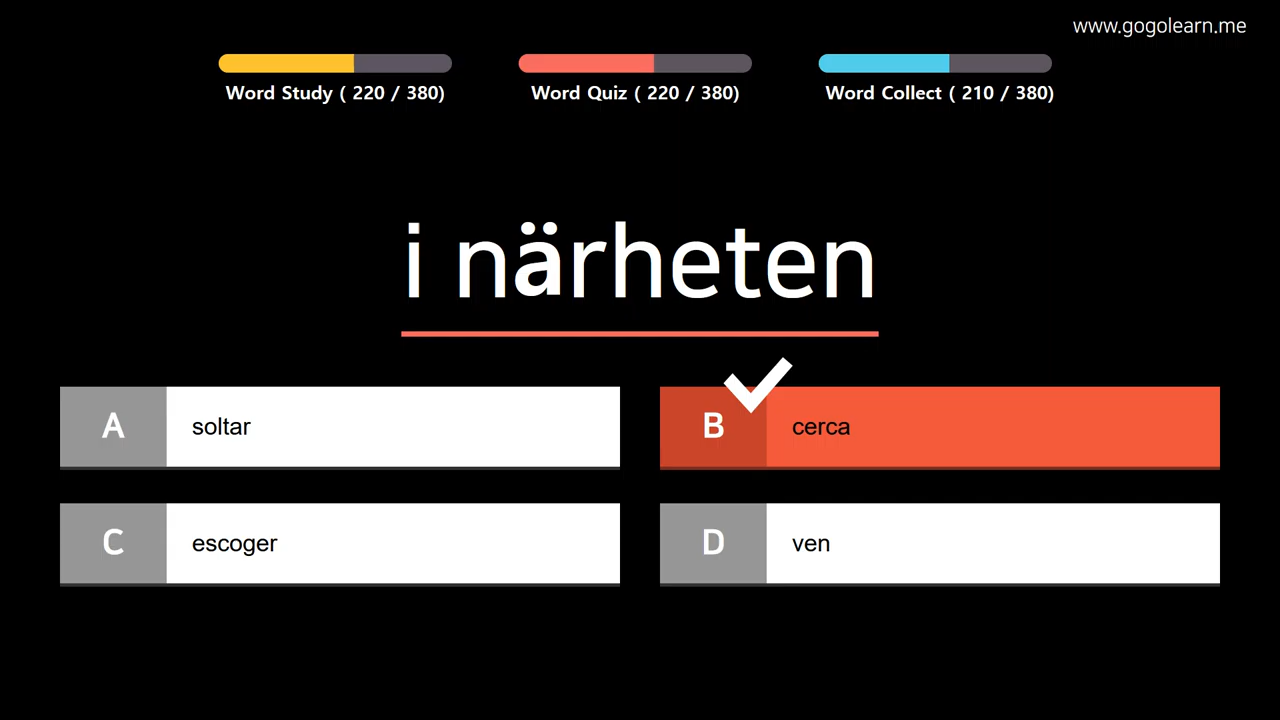 www.gogolearn.me
Word Study ( 220 / 380)
Word Quiz ( 220 / 380)
Word Collect ( 210 / 380)
i närheten
A soltar
B cerca
C escoger
D ven